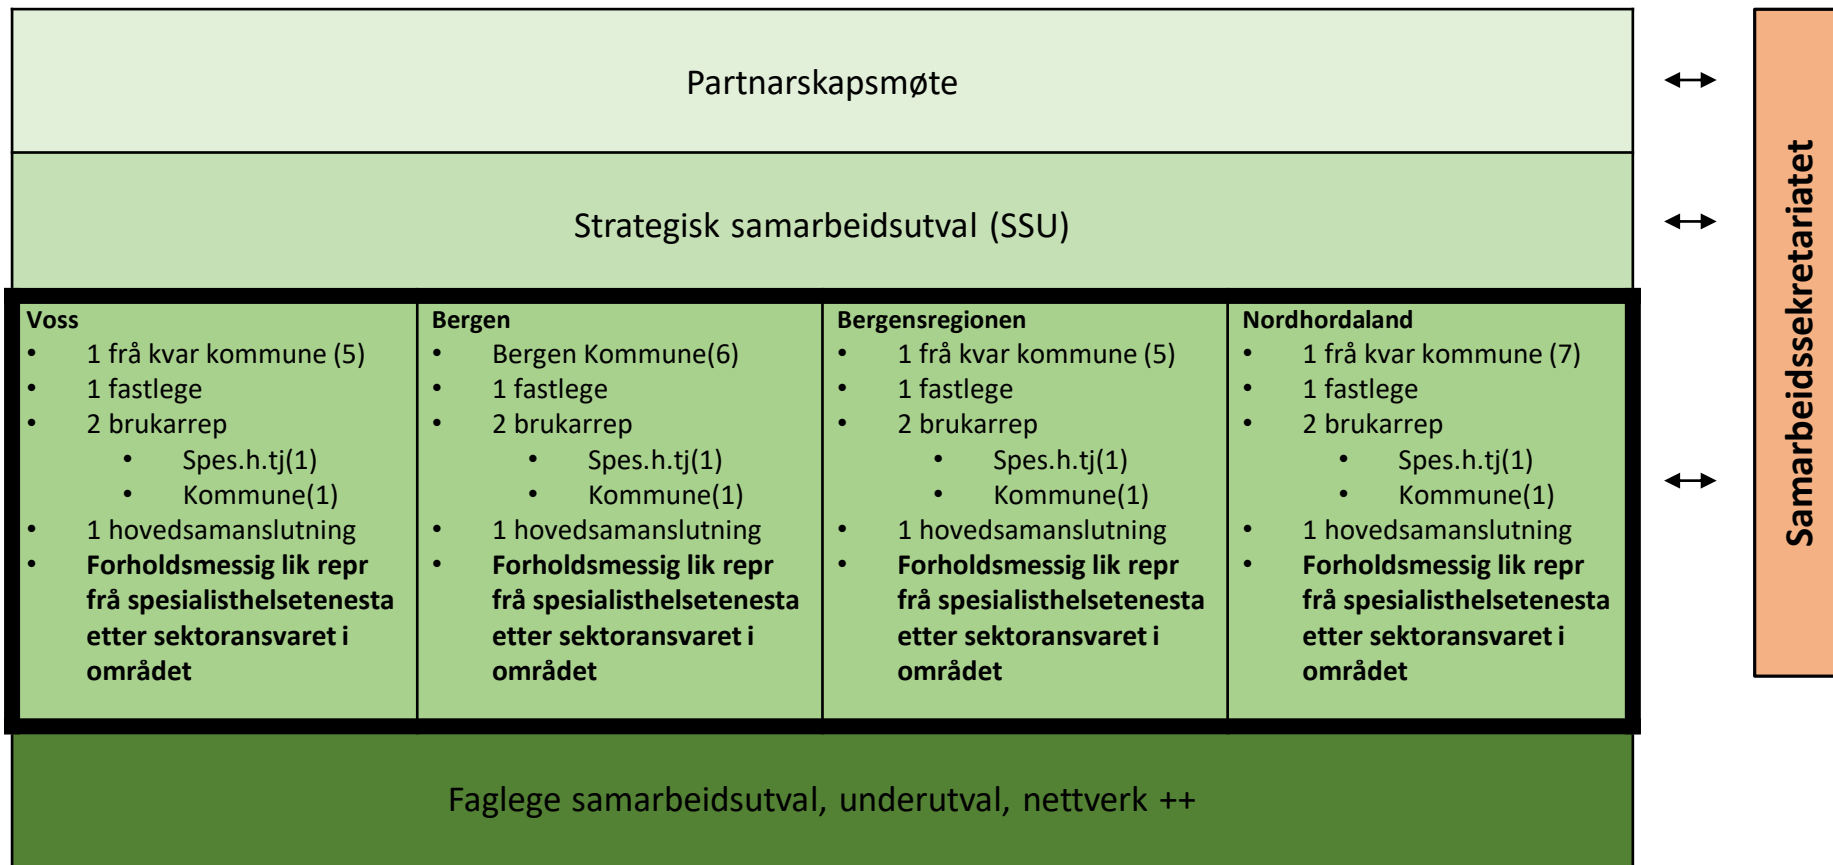 Partnarskapsmøte
Strategisk samarbeidsutval (SSU)
Voss
• 1 frå kvar kommune (5)
• 1 fastlege
• 2 brukarrep
• Spes.h.tj(1)
• Kommune(1)
• 1 hovedsamanslutning
• Forholdsmessig lik repr
frå spesialisthelsetenesta
etter sektoransvaret i
området
Bergen
• Bergen Kommune(6)
• 1 fastlege
• 2 brukarrep
• Spes.h.tj(1)
• Kommune(1)
• 1 hovedsamanslutning
• Forholdsmessig lik repr
frå spesialisthelsetenesta
etter sektoransvaret i
området
Bergensregionen
• 1 frå kvar kommune (5)
• 1 fastlege
• 2 brukarrep
• Spes.h.tj(1)
• Kommune(1)
• 1 hovedsamanslutning
• Forholdsmessig lik repr
frå spesialisthelsetenesta
etter sektoransvaret i
området
Nordhordaland
• 1 frå kvar kommune (7)
• 1 fastlege
• 2 brukarrep
• Spes.h.tj(1)
• Kommune(1)
• 1 hovedsamanslutning
• Forholdsmessig lik repr
frå spesialisthelsetenesta
etter sektoransvaret i
området
Faglege samarbeidsutval, underutval, nettverk ++
Samarbeidssekretariatet